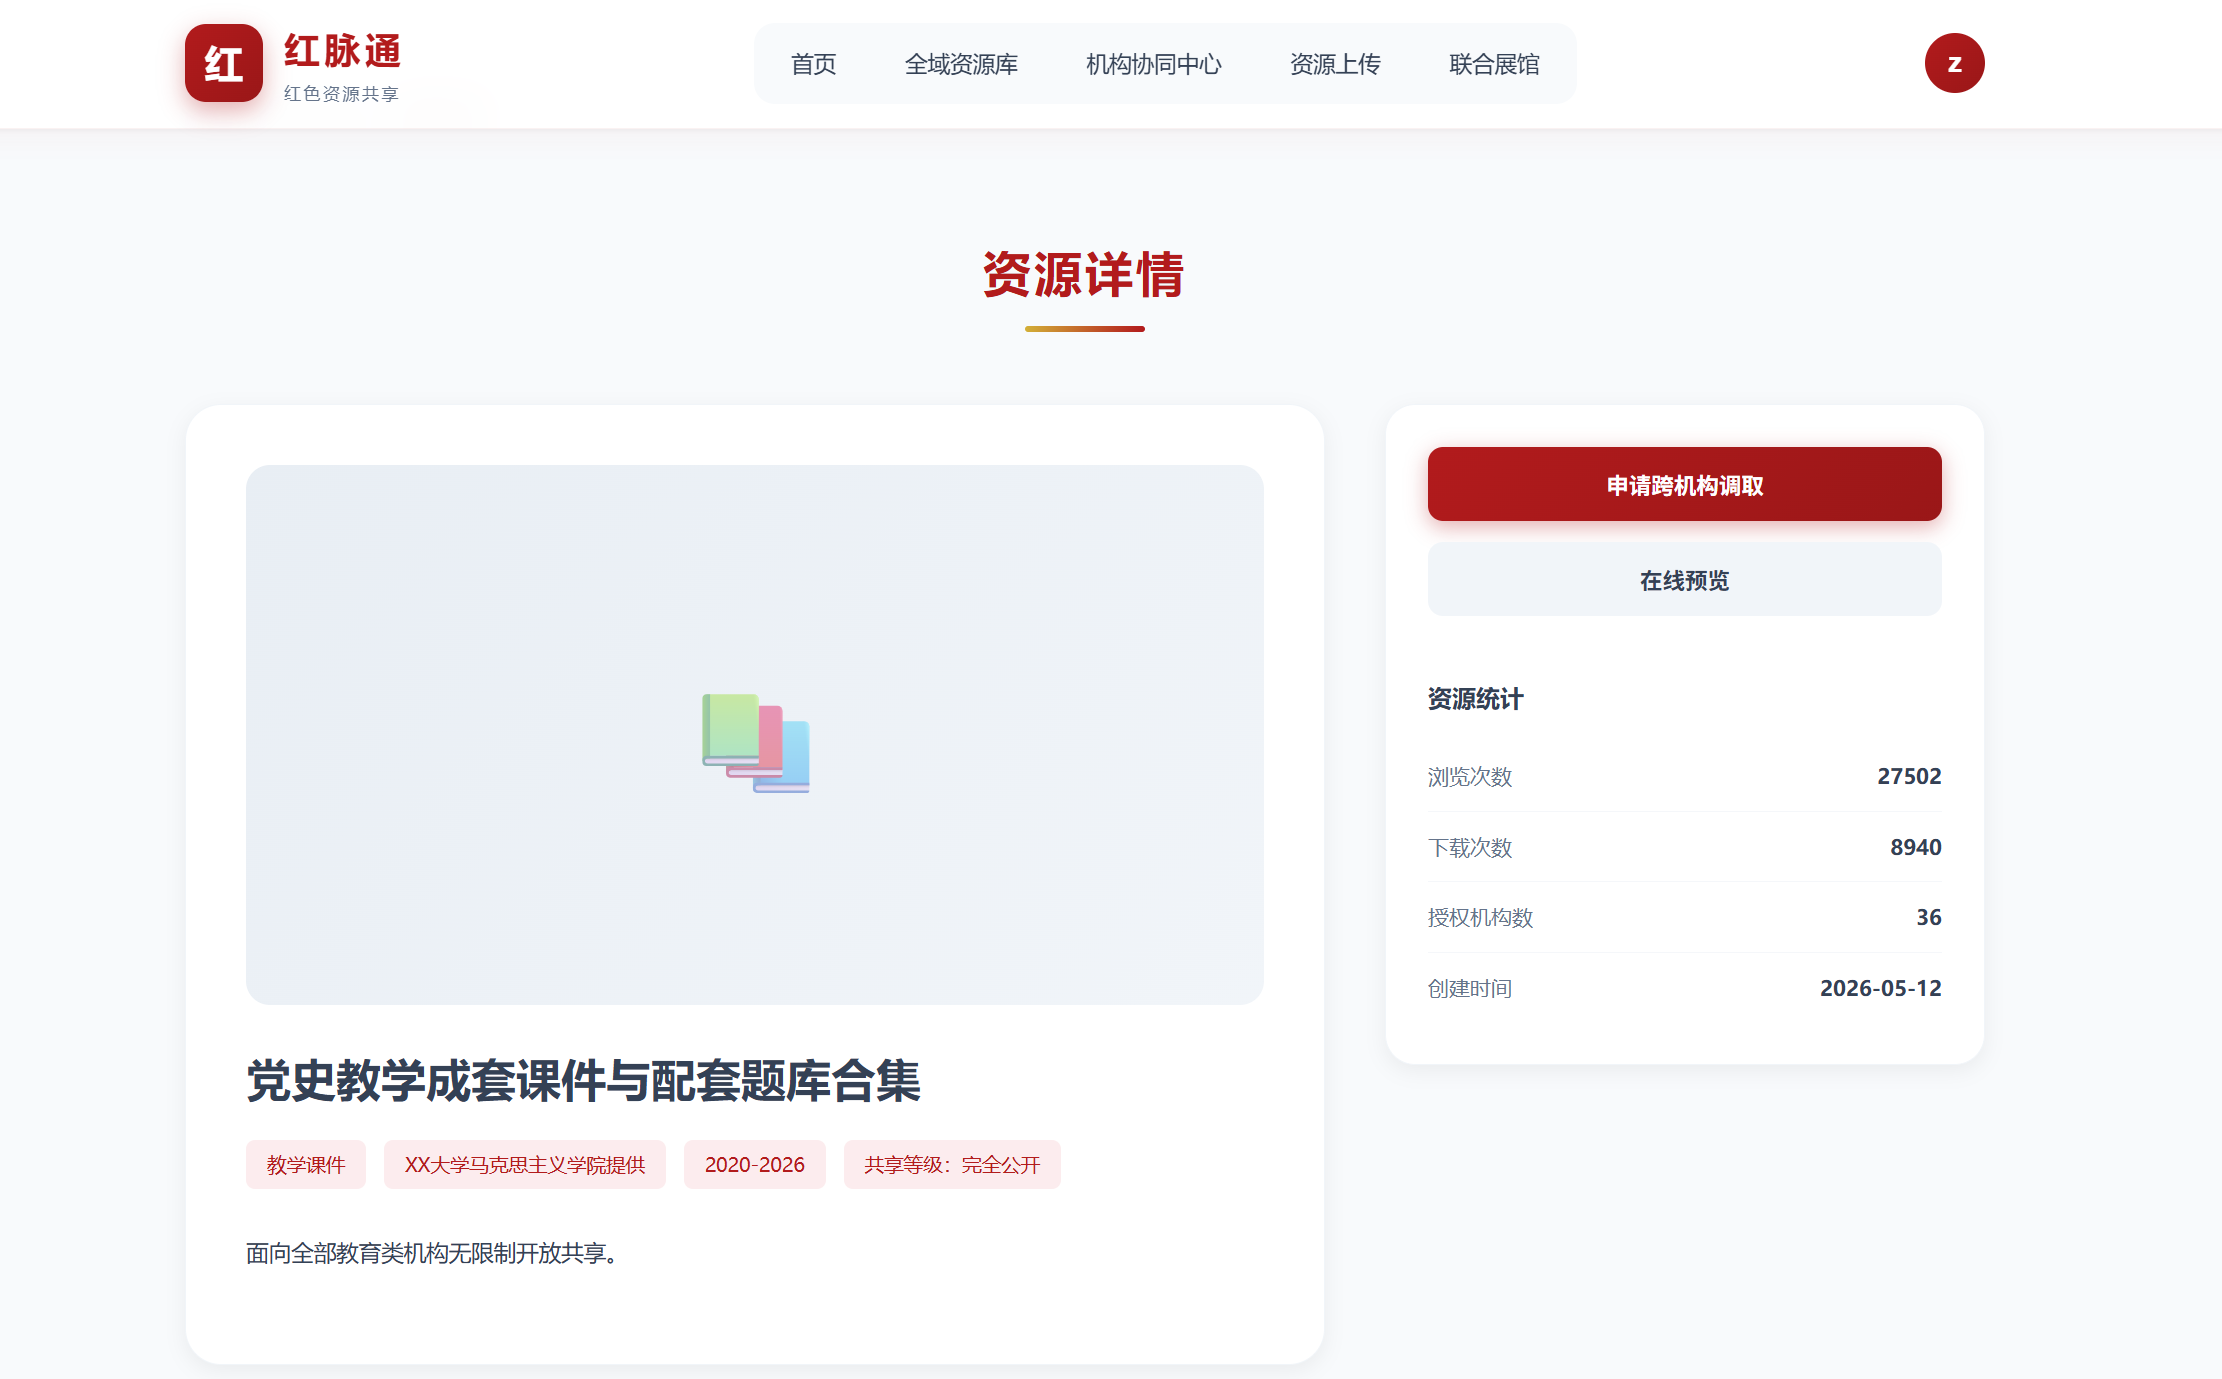 红
红脉通
红色资源共享
首页
全域资源库
机构协同中心
资源上传
联合展馆
z
资源详情
党史教学成套课件与配套题库合集
教学课件
XX大学马克思主义学院提供
2020-2026
共享等级：完全公开
面向全部教育类机构无限制开放共享。
申请跨机构调取
在线预览
资源统计
浏览次数 27502
下载次数 8940
授权机构数 36
创建时间 2026-05-12